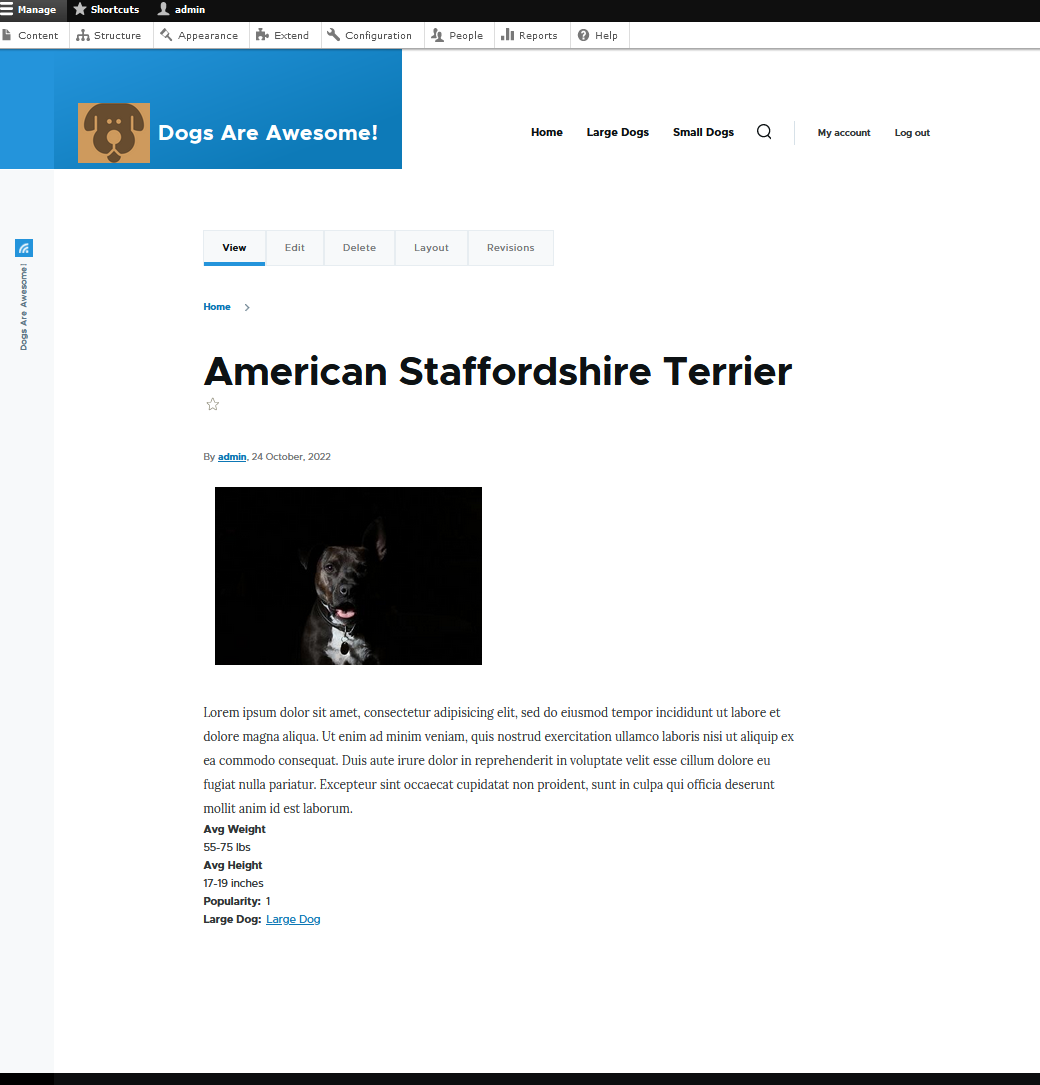 Manage Shortcuts admin
Content Structure Appearance Extend Configuration People Reports Help
Dogs Are Awesome!
Home Large Dogs Small Dogs My account Log out
Dogs Are Awesome!
View Edit Delete Layout Revisions
Home
American Staffordshire Terrier
By admin, 24 October, 2022
Lorem ipsum dolor sit amet, consectetur adipisicing elit, sed do eiusmod tempor incididunt ut labore et
dolore magna aliqua. Ut enim ad minim veniam, quis nostrud exercitation ullamco laboris nisi ut aliquip ex
ea commodo consequat. Duis aute irure dolor in reprehenderit in voluptate velit esse cillum dolore eu
fugiat nulla pariatur. Excepteur sint occaecat cupidatat non proident, sunt in culpa qui officia deserunt
mollit anim id est laborum.
Avg Weight
55-75 lbs
Avg Height
17-19 inches
Popularity: 1
Large Dog: Large Dog